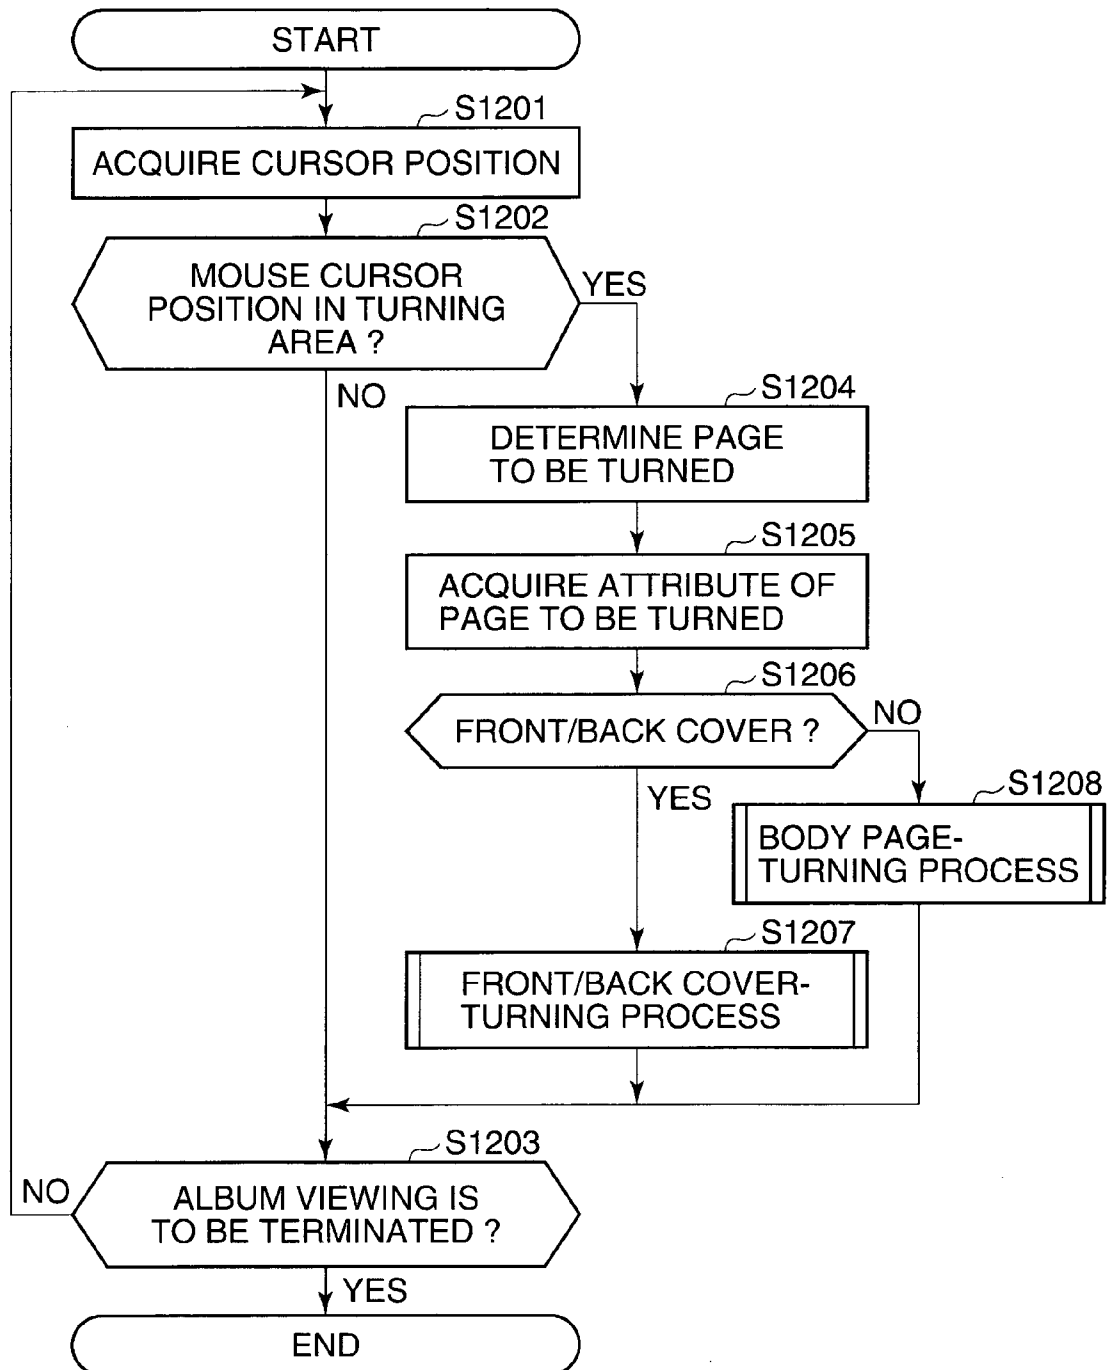 START
S1201
ACQUIRE CURSOR POSITION
S1202
MOUSE CURSOR
POSITION IN TURNING
AREA ?
YES
NO
S1204
DETERMINE PAGE
TO BE TURNED
S1205
ACQUIRE ATTRIBUTE OF
PAGE TO BE TURNED
S1206
FRONT/BACK COVER ?
NO
YES
S1208
BODY PAGE-
TURNING PROCESS
S1207
FRONT/BACK COVER-
TURNING PROCESS
S1203
NO
ALBUM VIEWING IS
TO BE TERMINATED ?
YES
END